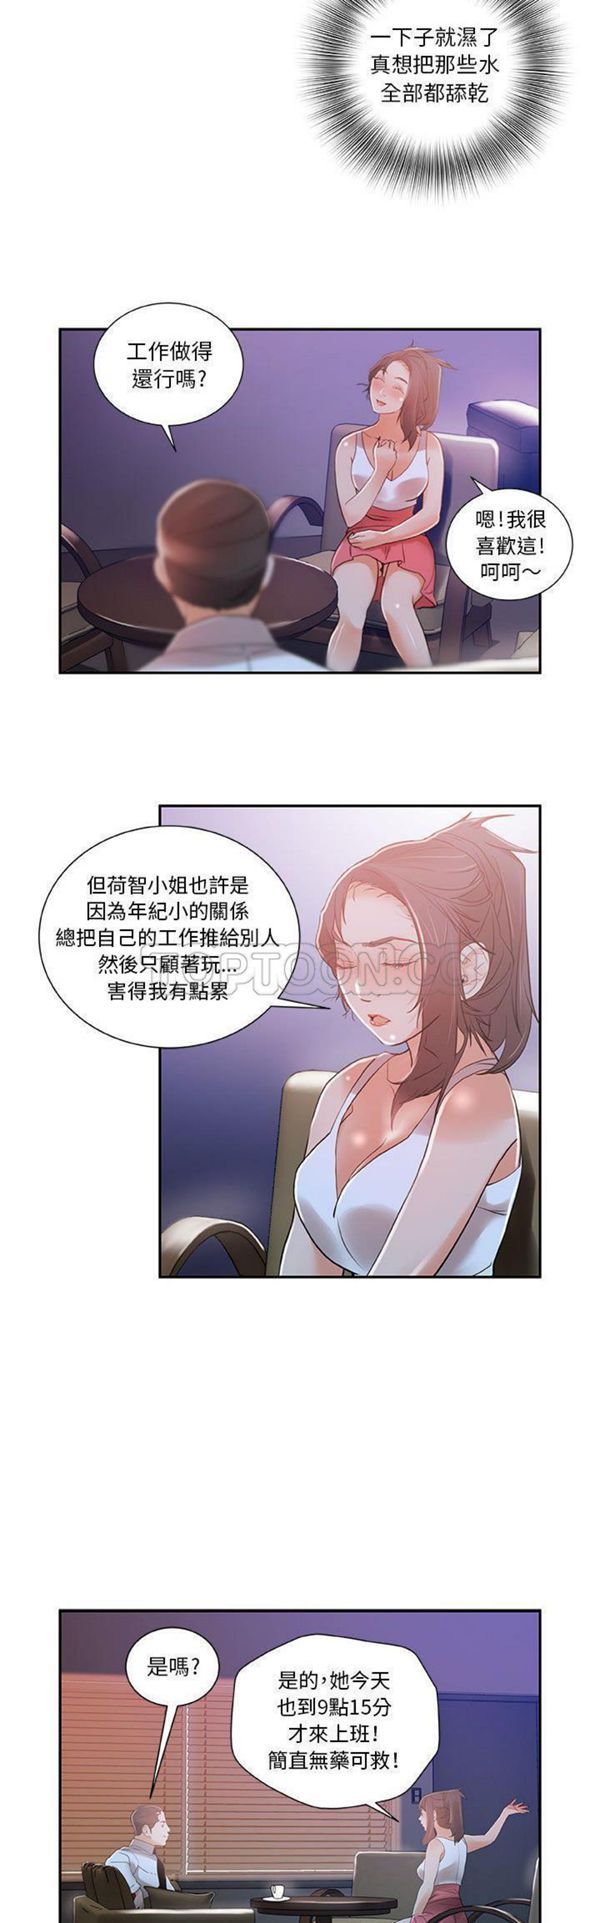 一下子就濕了
真想把那些水
全部都舔乾
工作做得
還行嗎?
嗯!我很
喜歡這!
呵呵～
但荷智小姐也許是
因為年紀小的關係
總把自己的工作推給別人
然後只顧著玩...
害得我有點累
TOPTOON.CO
是嗎?
是的,她今天
也到9點15分
才來上班!
簡直無藥可救!